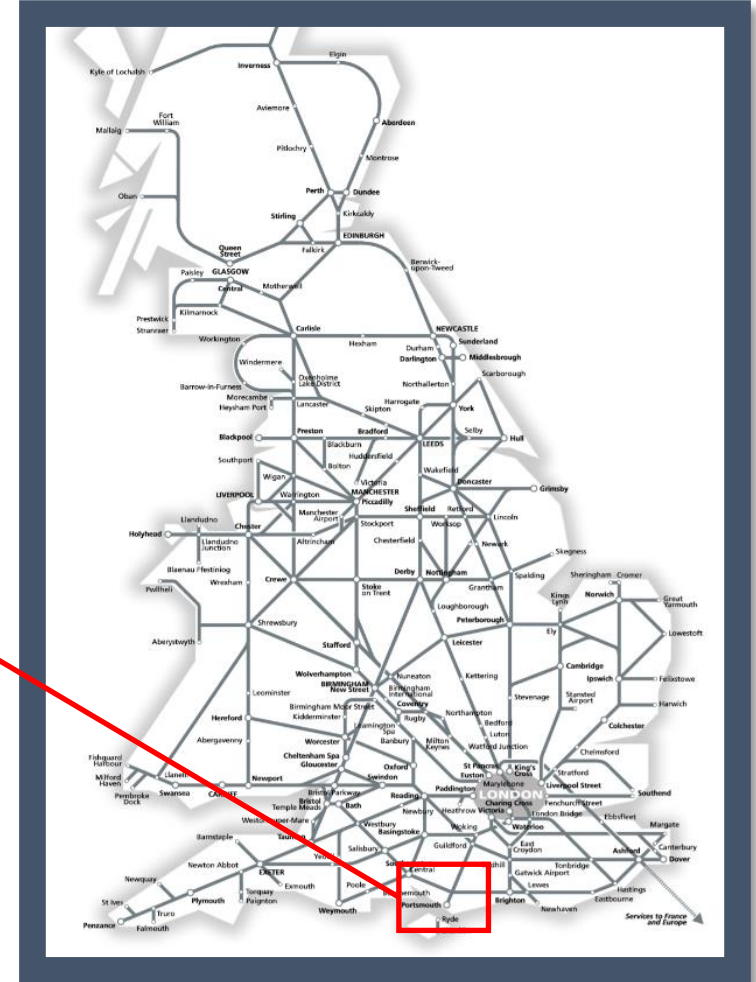 Elgin
Inverness
Kyle of Lochalsh
Aviemore
Fort
William
Mallaig
Aberdeen
Pitlochry
Montrose
Perth
Dundee
Oban
Stirling
Kirkcaldy
EDINBURGH
Queen
Street
Falkirk
Berwick-
upon-Tweed
Paisley
GLASGOW
Central
Motherwell
Prestwick
Kilmarnock
Stranraer
Carlisle
NEWCASTLE
Workington
Hexham
Sunderland
Durham
Darlington
Middlesbrough
Windermere
Scarborough
Oxenholme
Lake District
Northallerton
Barrow-in-Furness
Morecambe
Heysham Port
Lancaster
Harrogate
Skipton
York
Blackpool
Preston
Bradford
LEEDS
Selby
Hull
Blackburn
Huddersfield
Southport
Bolton
Wakefield
Wigan
Victoria
Doncaster
Grimsby
LIVERPOOL
Warrington
MANCHESTER
Piccadilly
Sheffield
Retford
Manchester
Airport
Lincoln
Llandudno
Stockport
Worksop
Holyhead
Chester
Llandudno
Junction
Altrincham
Chesterfield
Newark
Skegness
Blaenau Ffestiniog
Derby
Nottingham
Spalding
Sheringham
Cromer
Pwllheli
Wrexham
Crewe
Stoke
on Trent
Grantham
Kings
Lynn
Norwich
Great
Yarmouth
Loughborough
Shrewsbury
Peterborough
Ely
Lowestoft
Aberystwyth
Stafford
Leicester
Cambridge
Wolverhampton
Nuneaton
Kettering
Ipswich
Felixstowe
BIRMINGHAM
New Street
Birmingham
International
Leominster
Stevenage
Stansted
Airport
Harwich
Birmingham Moor Street
Coventry
Hereford
Kidderminster
Rugby
Northampton
Colchester
Leamington
Spa
Bedford
Abergavenny
Worcester
Banbury
Milton
Keynes
Luton
Watford Junction
Chelmsford
Cheltenham Spa
Fishguard
Harbour
Gloucester
Oxford
St Pancras
King's
Cross
Stratford
Milford
Haven
Llanelli
Newport
Swindon
Euston
Marylebone
Liverpool Street
Pembroke
Dock
Swansea
CARDIFF
Bristol Parkway
Reading
Paddington
LONDON
Southend
Bristol
Temple Meads
Bath
Charing Cross
Fenchurch Street
Newbury
Heathrow
Victoria
London Bridge
Ebbsfleet
Weston-super-Mare
Westbury
Basingstoke
Woking
Waterloo
Margate
Barnstaple
Taunton
Salisbury
Guildford
East
Croydon
Canterbury
Ashford
Newton Abbot
Tonbridge
Dover
EXETER
Central
Gatwick Airport
Newquay
Exmouth
Poole
Lewes
Hastings
St Ives
Plymouth
Torquay
Paignton
Portsmouth
Brighton
Eastbourne
Truro
Weymouth
Newhaven
Penzance
Falmouth
Ryde
Services to France
and Europe